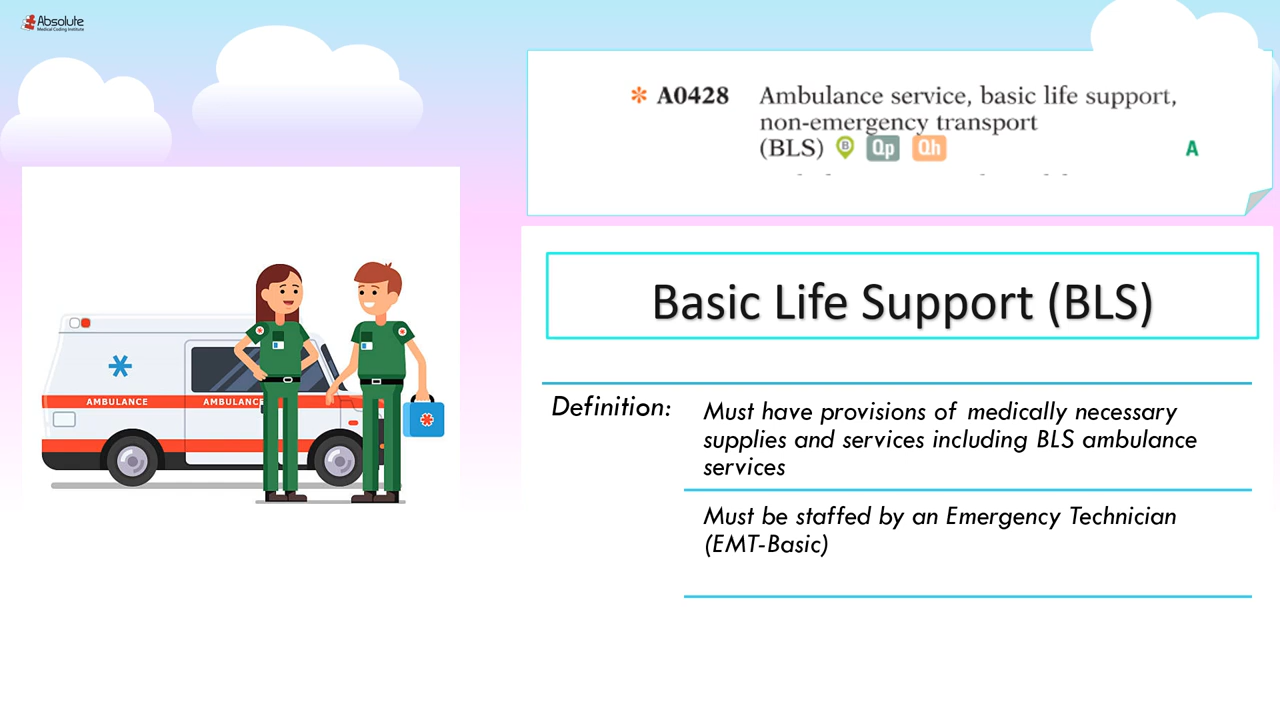 Absolute
Medical Coding Institute
* A0428 Ambulance service, basic life support,
non-emergency transport
(BLS) B Qp Qh A
Basic Life Support (BLS)
AMBULANCE AMBULANCE
Definition: Must have provisions of medically necessary
supplies and services including BLS ambulance
services
Must be staffed by an Emergency Technician
(EMT-Basic)